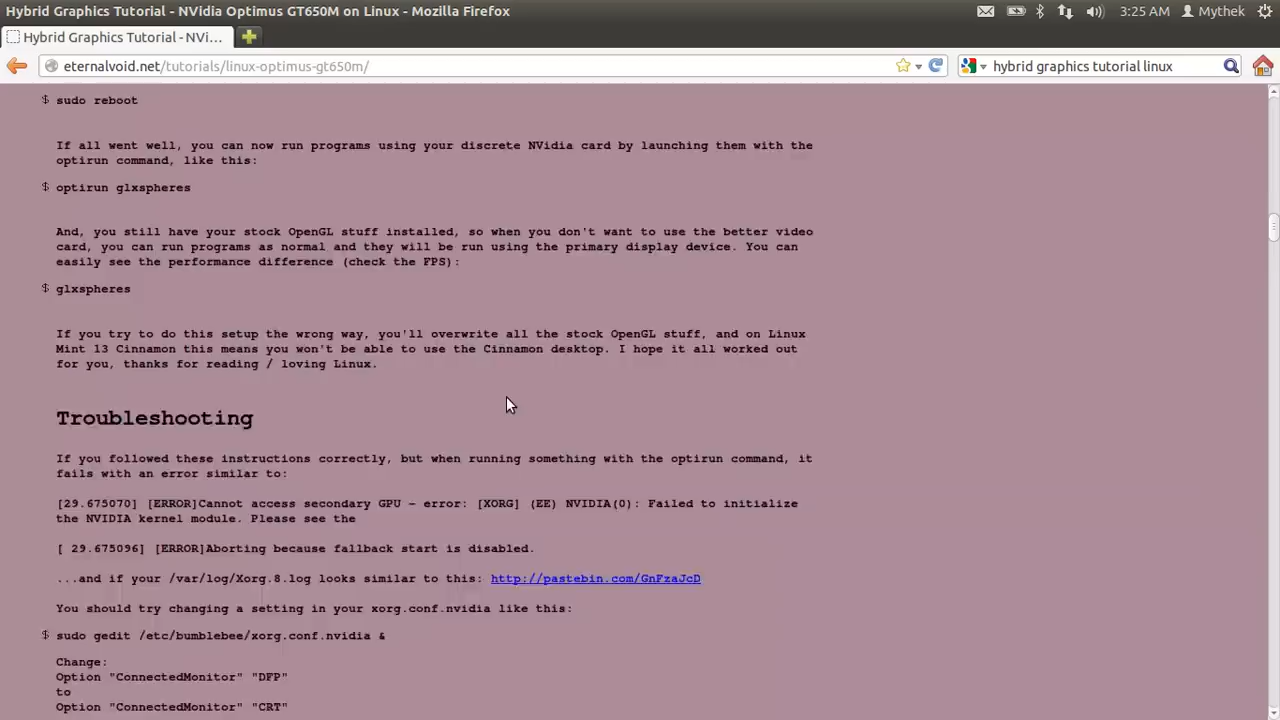 Hybrid Graphics Tutorial - NVidia Optimus GT650M on Linux - Mozilla Firefox
3:25 AM
Mythek
Hybrid Graphics Tutorial - NVi...
eternalvoid.net/tutorials/linux-optimus-gt650m/
hybrid graphics tutorial linux
$ sudo reboot
If all went well, you can now run programs using your discrete NVidia card by launching them with the
optirun command, like this:
$ optirun glxspheres
And, you still have your stock OpenGL stuff installed, so when you don't want to use the better video
card, you can run programs as normal and they will be run using the primary display device. You can
easily see the performance difference (check the FPS):
$ glxspheres
If you try to do this setup the wrong way, you'll overwrite all the stock OpenGL stuff, and on Linux
Mint 13 Cinnamon this means you won't be able to use the Cinnamon desktop. I hope it all worked out
for you, thanks for reading / loving Linux.
Troubleshooting
If you followed these instructions correctly, but when running something with the optirun command, it
fails with an error similar to:
[29.675070] [ERROR]Cannot access secondary GPU - error: [XORG] (EE) NVIDIA(0): Failed to initialize
the NVIDIA kernel module. Please see the
[ 29.675096] [ERROR]Aborting because fallback start is disabled.
...and if your /var/log/Xorg.8.log looks similar to this: http://pastebin.com/GnFzaJcD
You should try changing a setting in your xorg.conf.nvidia like this:
$ sudo gedit /etc/bumblebee/xorg.conf.nvidia &
Change:
Option "ConnectedMonitor" "DFP"
to
Option "ConnectedMonitor" "CRT"